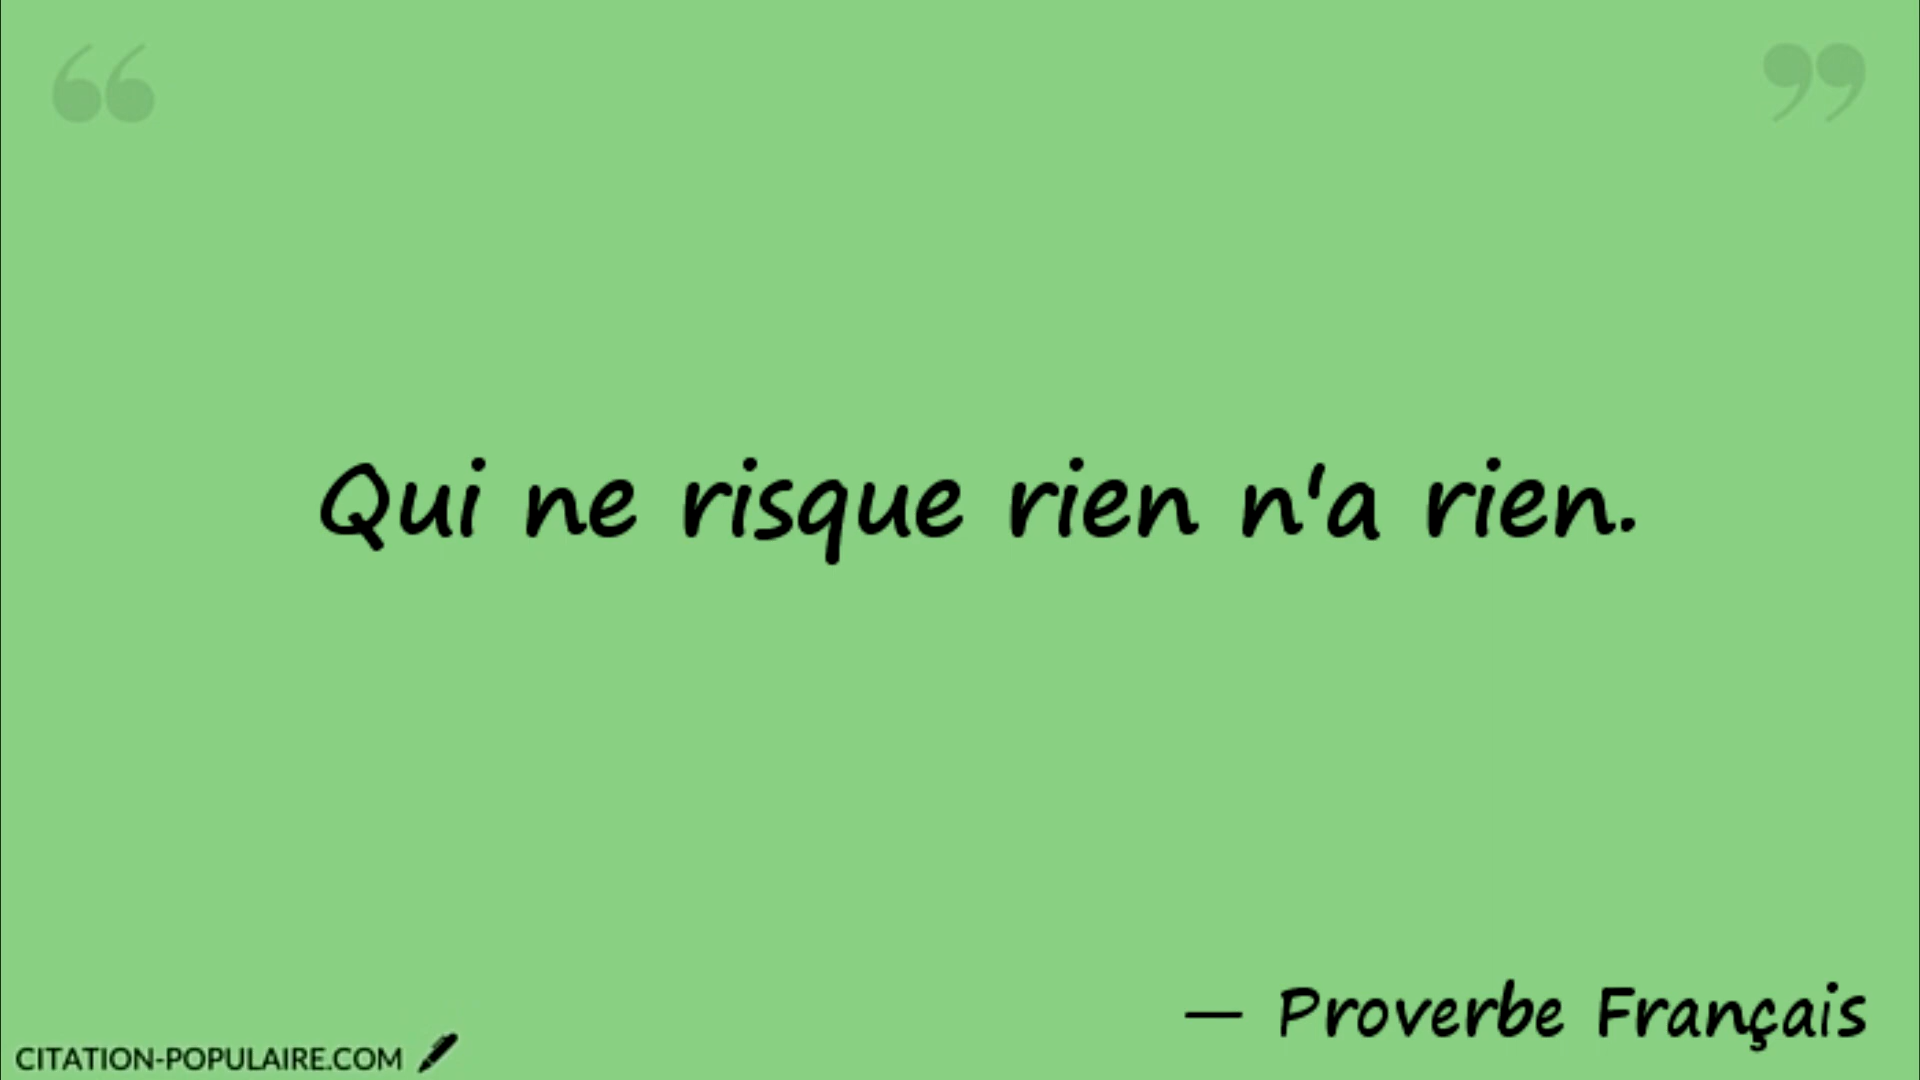 “ ”
Qui ne risque rien n'a rien.
— Proverbe Français
CITATION-POPULAIRE.COM